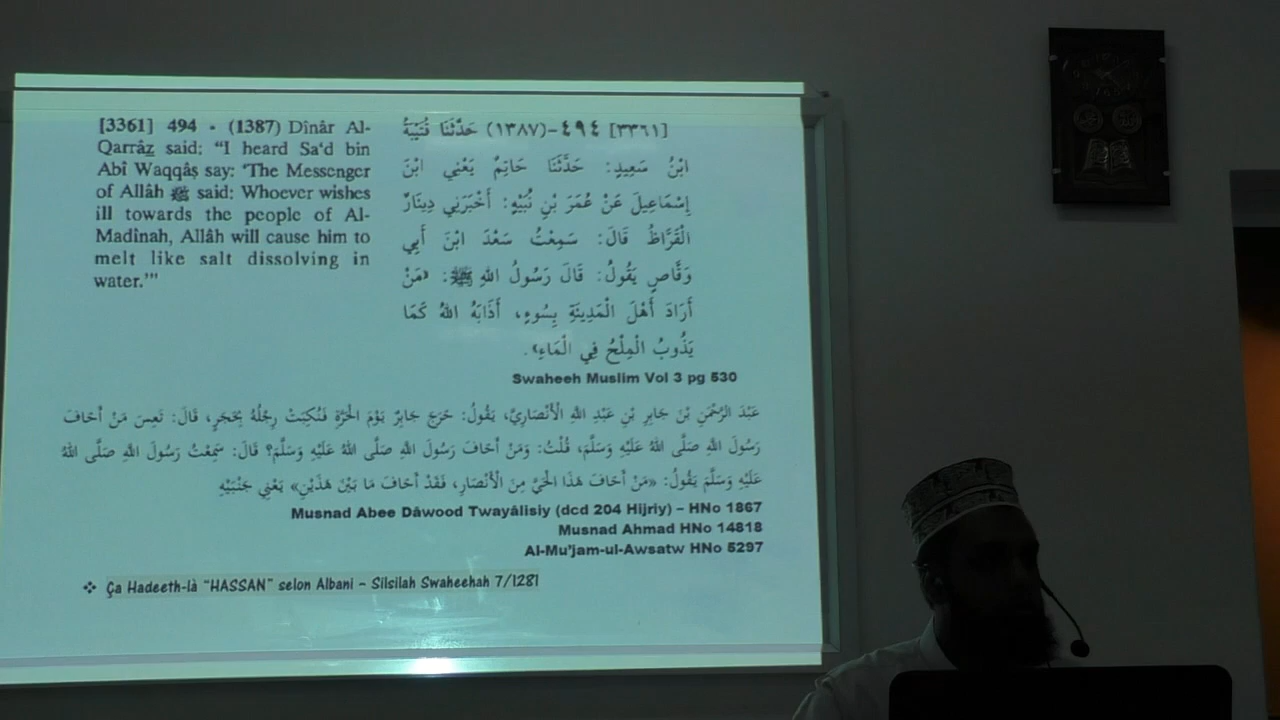 [3361] 494 - (1387) Dînâr Al-
Qarrâz said: "I heard Sa'd bin
Abî Waqqâs say: 'The Messenger
of Allâh ﷺ said: Whoever wishes
ill towards the people of Al-
Madînah, Allâh will cause him to
melt like salt dissolving in
water.'"
[٣٣٦١] ٤٩٤-(١٣٨٧) حَدَّثَنَا قُتَيْبَةُ
ابْنُ سَعِيدٍ: حَدَّثَنَا حَاتِمٌ يَعْنِي ابْنَ
إِسْمَاعِيلَ عَنْ عُمَرَ بْنِ نُبَيْهٍ: أَخْبَرَنِي دِينَارٌ
الْقَرَّاظُ قَالَ: سَمِعْتُ سَعْدَ ابْنَ أَبِي
وَقَّاصٍ يَقُولُ: قَالَ رَسُولُ اللهِ ﷺ: «مَنْ
أَرَادَ أَهْلَ الْمَدِينَةِ بِسُوءٍ، أَذَابَهُ اللهُ كَمَا
يَذُوبُ الْمِلْحُ فِي الْمَاءِ».
Swaheeh Muslim Vol 3 pg 530
عَبْدَ الرَّحْمَنِ بْنَ جَابِرِ بْنِ عَبْدِ اللهِ الْأَنْصَارِيَّ، يَقُولُ: خَرَجَ جَابِرٌ يَوْمَ الْحَرَّةِ فَنُكِبَتْ رِجْلُهُ بِحَجَرٍ، قَالَ: تَعِسَ مَنْ أَخَافَ
رَسُولَ اللهِ صَلَّى اللهُ عَلَيْهِ وَسَلَّمَ، قُلْتُ: وَمَنْ أَخَافَ رَسُولَ اللهِ صَلَّى اللهُ عَلَيْهِ وَسَلَّمَ؟ قَالَ: سَمِعْتُ رَسُولَ اللهِ صَلَّى اللهُ
عَلَيْهِ وَسَلَّمَ يَقُولُ: «مَنْ أَخَافَ هَذَا الْحَيَّ مِنَ الْأَنْصَارِ، فَقَدْ أَخَافَ مَا بَيْنَ هَذَيْنِ» يَعْنِي جَنْبَيْهِ
Musnad Abee Dâwood Twayâlisiy (dcd 204 Hijriy) – HNo 1867
Musnad Ahmad HNo 14818
Al-Mu'jam-ul-Awsatw HNo 5297
❖ Ça Hadeeth-là "HASSAN" selon Albani – Silsilah Swaheehah 7/1281